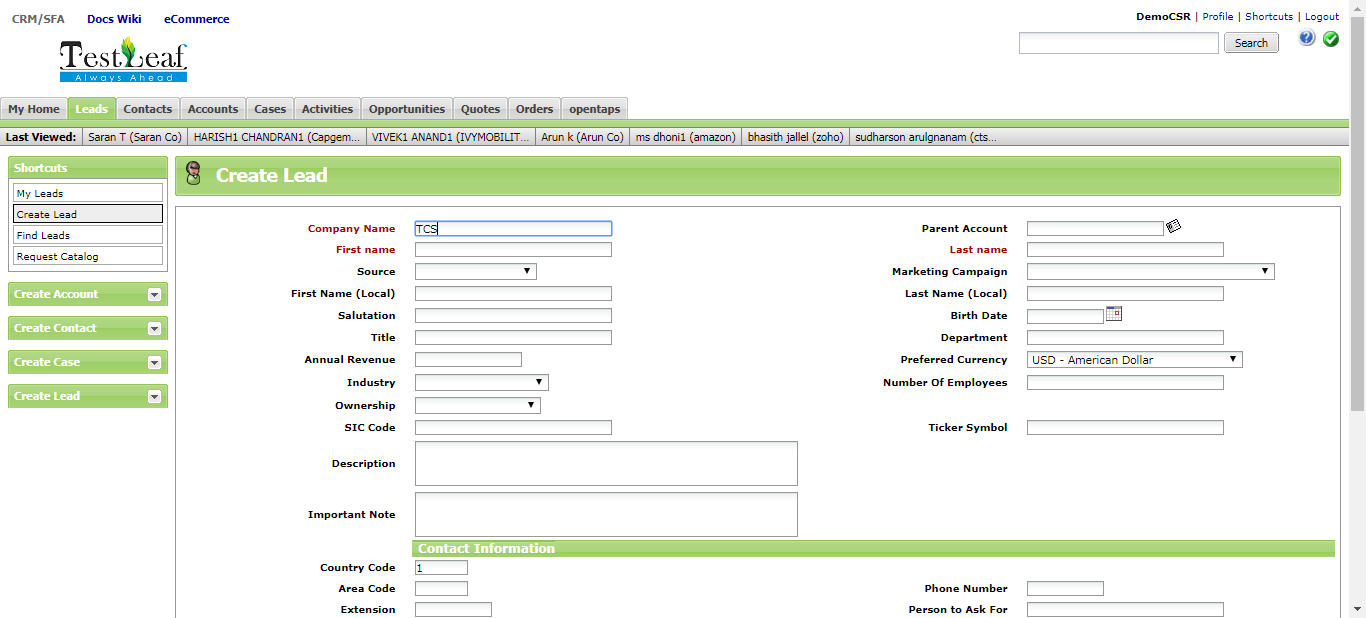 CRM/SFA Docs Wiki eCommerce
DemoCSR | Profile | Shortcuts | Logout
TestLeaf
Always Ahead
Search
?
My Home Leads Contacts Accounts Cases Activities Opportunities Quotes Orders opentaps
Last Viewed: Saran T (Saran Co) HARISH1 CHANDRAN1 (Capgem... VIVEK1 ANAND1 (IVYMOBILIT... Arun k (Arun Co) ms dhoni1 (amazon) bhasith jallel (zoho) sudharson arulgnanam (cts...
Shortcuts
My Leads
Create Lead
Find Leads
Request Catalog
Create Account
Create Contact
Create Case
Create Lead
Create Lead
Company Name TCS Parent Account
First name Last name
Source Marketing Campaign
First Name (Local) Last Name (Local)
Salutation Birth Date
Title Department
Annual Revenue Preferred Currency USD - American Dollar
Industry Number Of Employees
Ownership
SIC Code Ticker Symbol
Description
Important Note
Contact Information
Country Code 1
Area Code Phone Number
Extension Person to Ask For